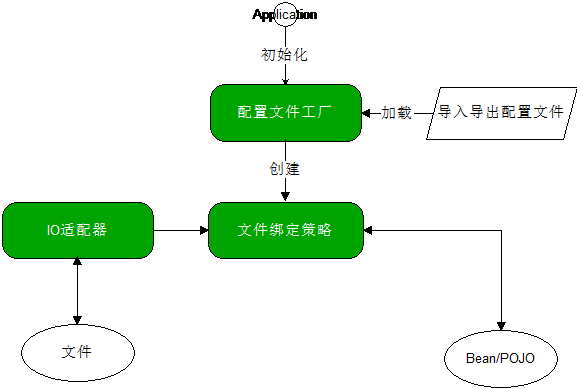 Application
初始化
配置文件工厂
加载
导入导出配置文件
创建
IO适配器
文件绑定策略
文件
Bean/POJO